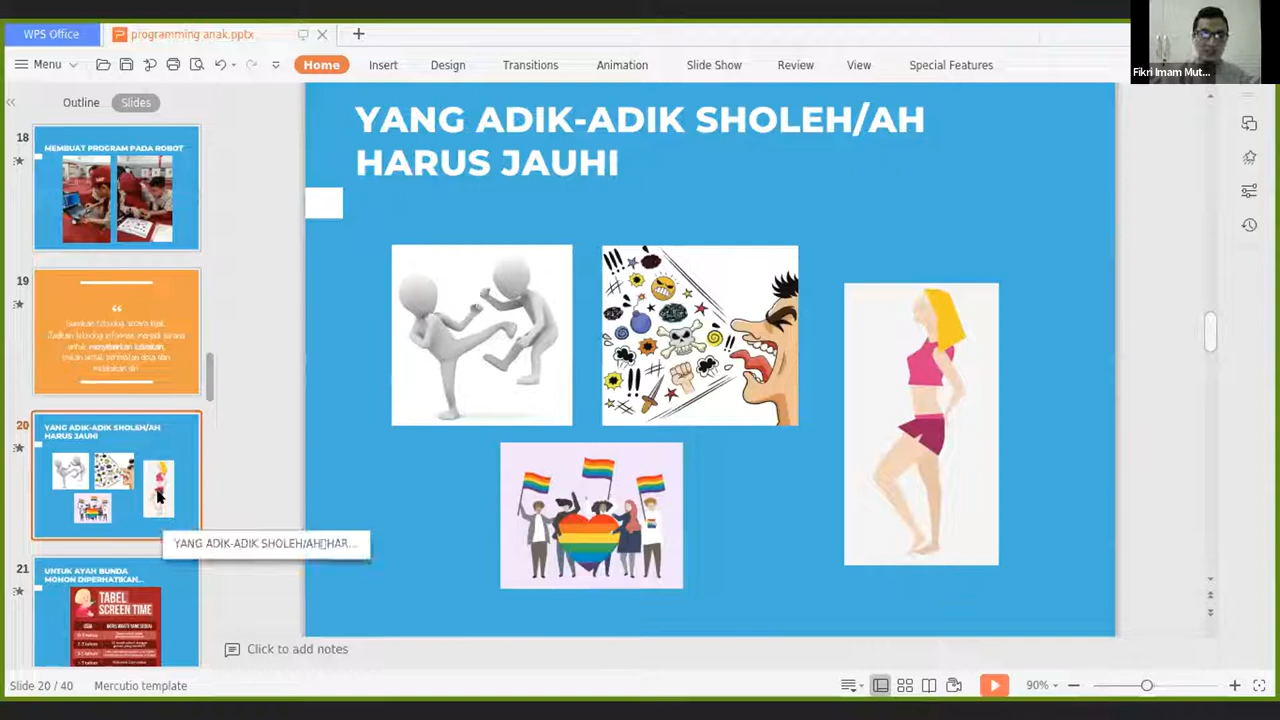 WPS Office
programming anak.pptx
Fikri Imam Mut...
Menu
Home
Insert
Design
Transitions
Animation
Slide Show
Review
View
Special Features
Outline
Slides
18
MEMBUAT PROGRAM PADA ROBOT
19
20
YANG ADIK-ADIK SHOLEH/AH
HARUS JAUHI
YANG ADIK-ADIK SHOLEH/AH HAR...
21
UNTUK AYAH BUNDA
MOHON DIPERHATIKAN...
TABEL
SCREEN TIME
YANG ADIK-ADIK SHOLEH/AH
HARUS JAUHI
Click to add notes
Slide 20 / 40
Mercutio template
90%